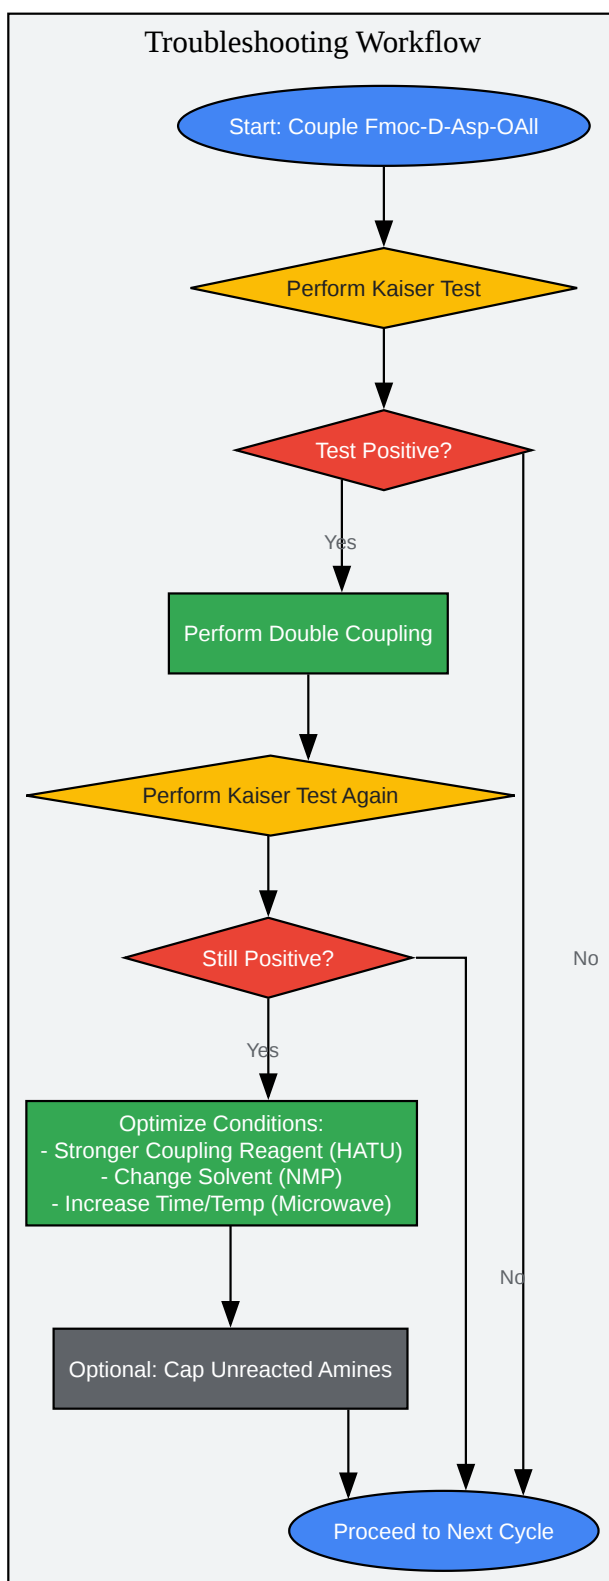 Troubleshooting Workflow
Start: Couple Fmoc-D-Asp-OAll
Perform Kaiser Test
Test Positive?
Yes
Perform Double Coupling
Perform Kaiser Test Again
Still Positive?
No
Yes
Optimize Conditions:
- Stronger Coupling Reagent (HATU)
- Change Solvent (NMP)
- Increase Time/Temp (Microwave)
No
Optional: Cap Unreacted Amines
Proceed to Next Cycle